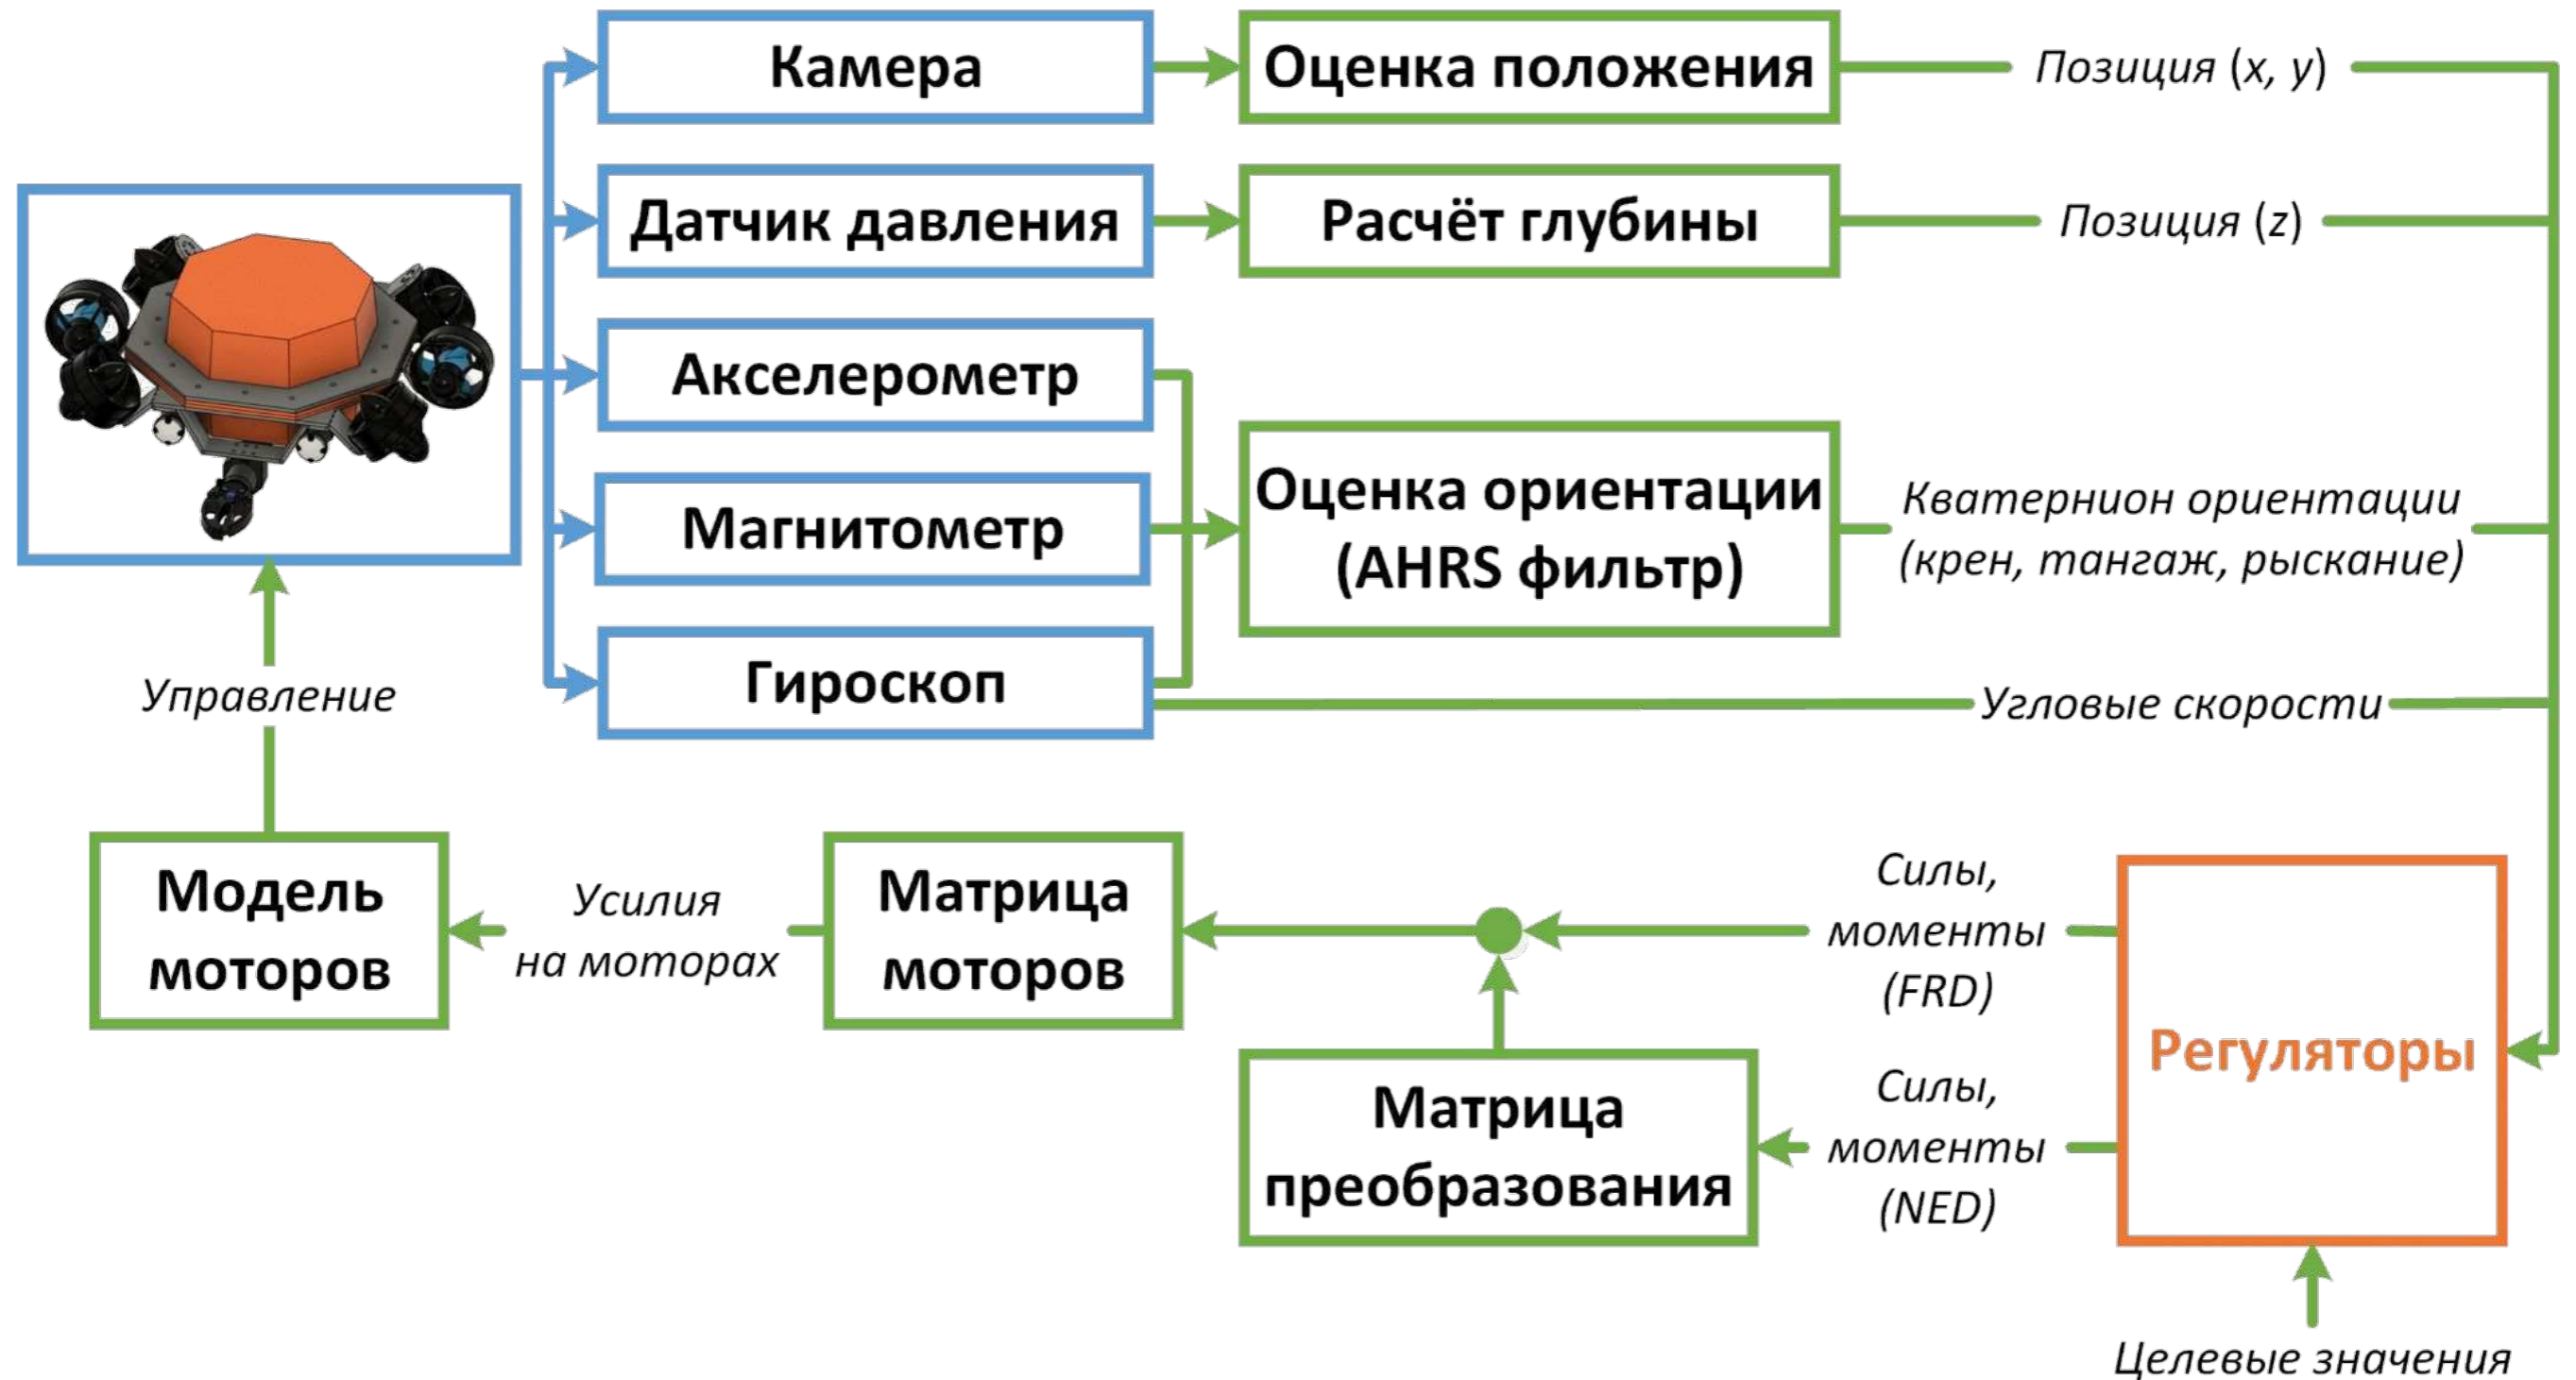 Камера
Оценка положения
Позиция (x, y)
Датчик давления
Расчёт глубины
Позиция (z)
Акселерометр
Магнитометр
Оценка ориентации
(AHRS фильтр)
Кватернион ориентации
(крен, тангаж, рыскание)
Гироскоп
Угловые скорости
Управление
Модель
моторов
Усилия
на моторах
Матрица
моторов
Силы,
моменты
(FRD)
Регуляторы
Матрица
преобразования
Силы,
моменты
(NED)
Целевые значения